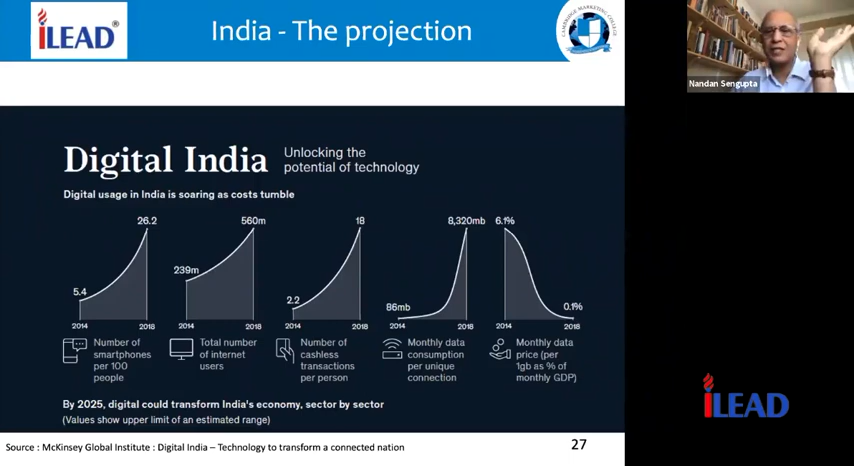 iLEAD®
India - The projection
CAMBRIDGE MARKETING COLLEGE
Nandan Sengupta
Digital India
Unlocking the
potential of technology
Digital usage in India is soaring as costs tumble
26.2
5.4
2014
2018
Number of
smartphones
per 100
people
560m
239m
2014
2018
Total number
of internet
users
18
2.2
2014
2018
Number of
cashless
transactions
per person
8,320mb
86mb
2014
2018
Monthly data
consumption
per unique
connection
6.1%
0.1%
2014
2018
Monthly data
price (per
1gb as % of
monthly GDP)
By 2025, digital could transform India's economy, sector by sector
(Values show upper limit of an estimated range)
Source : McKinsey Global Institute : Digital India – Technology to transform a connected nation
27
iLEAD